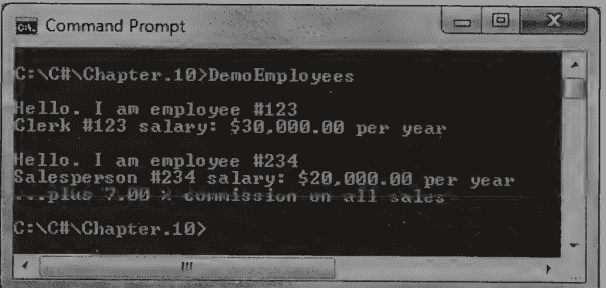 Command Prompt
C:\C#\Chapter.10>DemoEmployees
Hello. I am employee #123
Clerk #123 salary: $30,000.00 per year
Hello. I am employee #234
Salesperson #234 salary: $20,000.00 per year
...plus 7.00 % commission on all sales
C:\C#\Chapter.10>